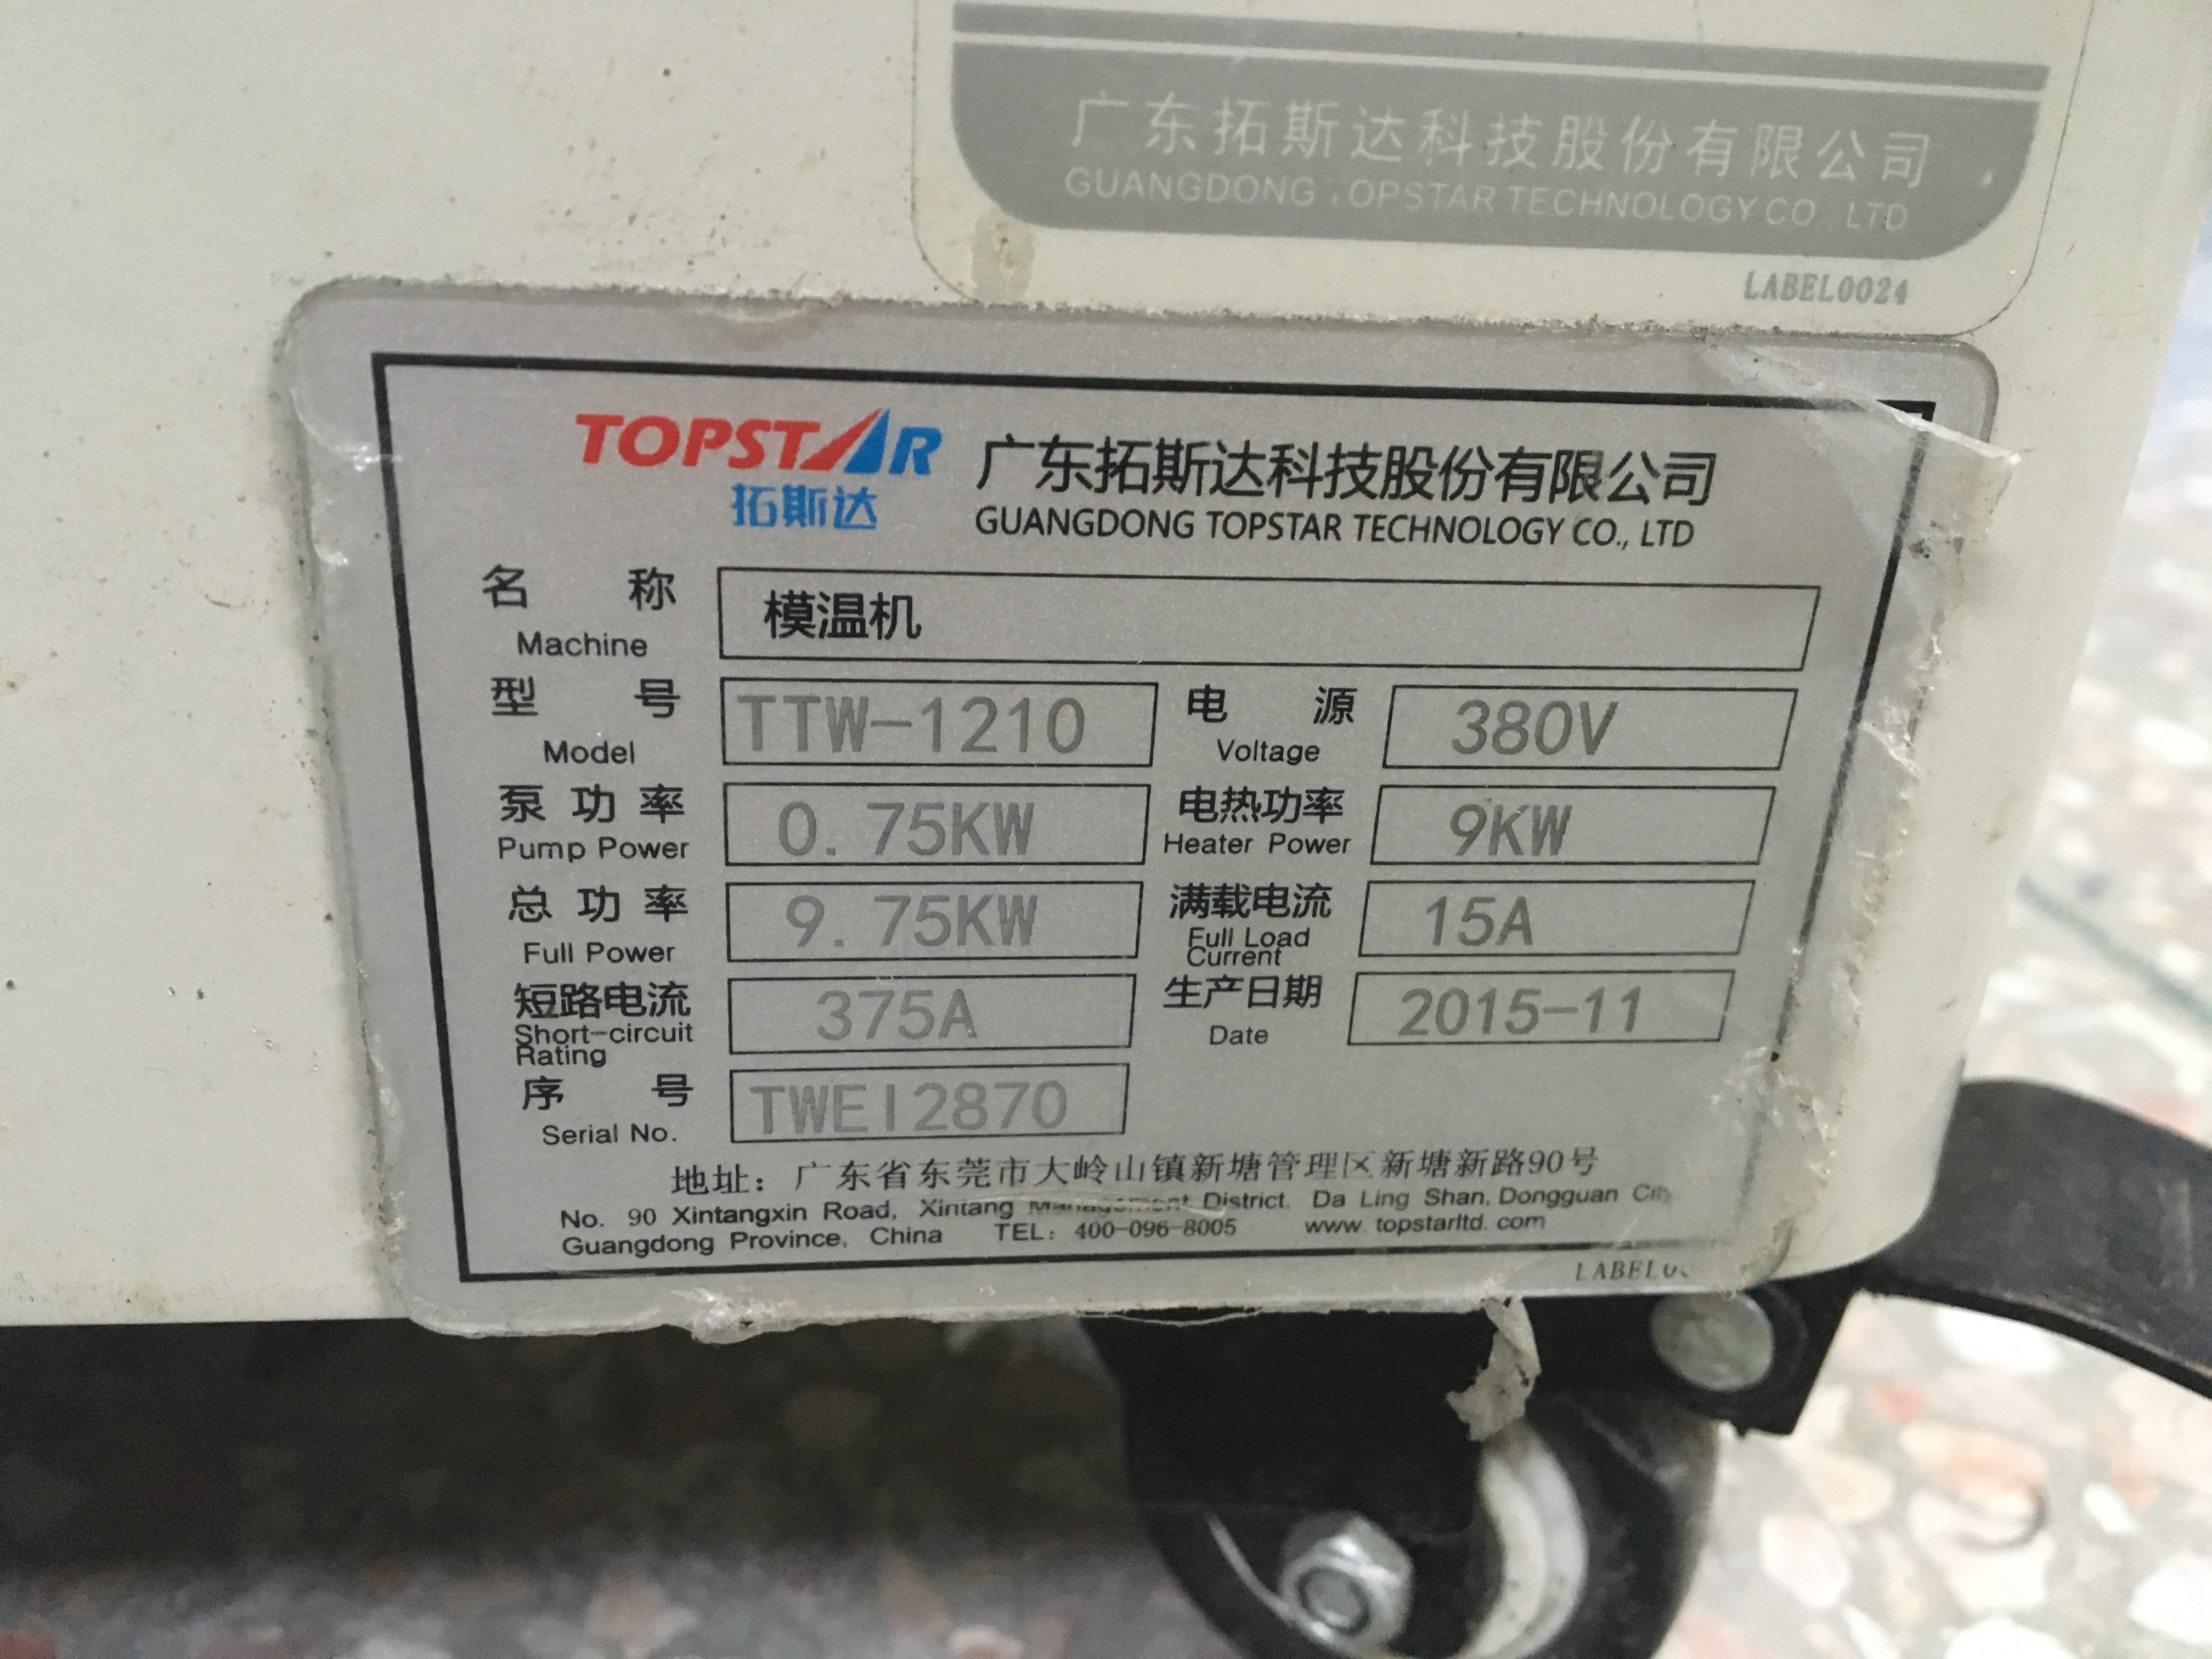 广东拓斯达科技股份有限公司
GUANGDONG TOPSTAR TECHNOLOGY CO., LTD
LABEL0024
TOPSTAR
拓斯达
广东拓斯达科技股份有限公司
GUANGDONG TOPSTAR TECHNOLOGY CO., LTD
名 称 模温机
Machine
型 号 TTW-1210 电 源 380V
Model Voltage
泵功率 0.75KW 电热功率 9KW
Pump Power Heater Power
总功率 9.75KW 满载电流 15A
Full Power Full Load
Current
短路电流 375A 生产日期 2015-11
Short-circuit Date
Rating
序 号 TWEI2870
Serial No.
地址：广东省东莞市大岭山镇新塘管理区新塘新路90号
No. 90 Xintangxin Road, Xintang Management District, Da Ling Shan, Dongguan City
Guangdong Province, China TEL: 400-096-8005 www.topstarltd.com